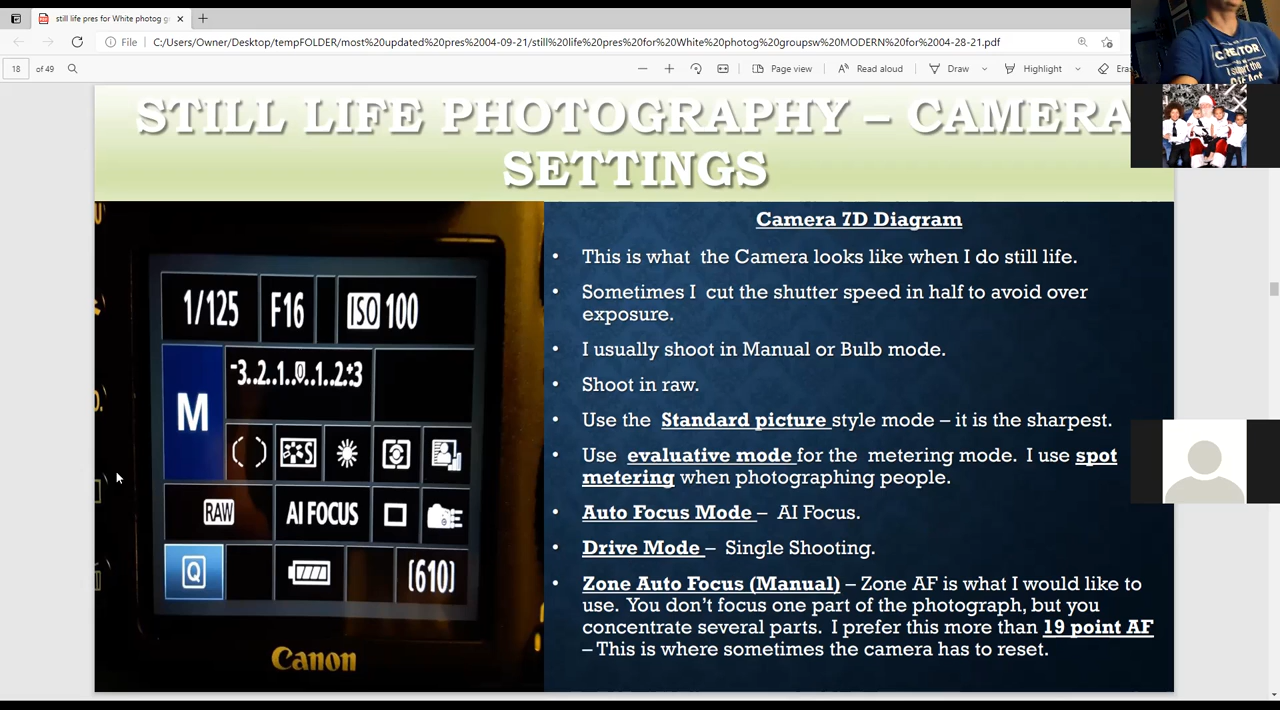 still life pres for White photog g
File
C:/Users/Owner/Desktop/tempFOLDER/most%20updated%20pres%2004-09-21/still%20life%20pres%20for%20White%20photog%20groupsw%20MODERN%20for%2004-28-21.pdf
18 of 49
Page view
Read aloud
Draw
Highlight
CREATOR
STILL LIFE PHOTOGRAPHY – CAMERA
SETTINGS
1/125 F16 ISO 100
-3..2..1..0..1..2..+3
M
S
RAW AI FOCUS
Q (610)
Canon
Camera 7D Diagram
• This is what the Camera looks like when I do still life.
• Sometimes I cut the shutter speed in half to avoid over
exposure.
• I usually shoot in Manual or Bulb mode.
• Shoot in raw.
• Use the Standard picture style mode – it is the sharpest.
• Use evaluative mode for the metering mode. I use spot
metering when photographing people.
• Auto Focus Mode – AI Focus.
• Drive Mode – Single Shooting.
• Zone Auto Focus (Manual) – Zone AF is what I would like to
use. You don't focus one part of the photograph, but you
concentrate several parts. I prefer this more than 19 point AF
– This is where sometimes the camera has to reset.